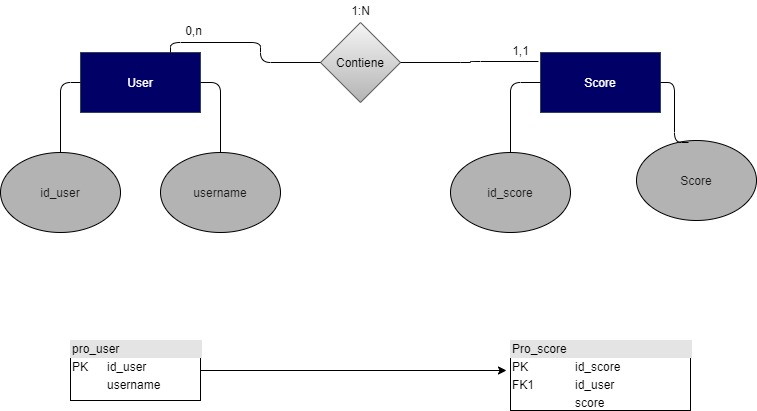 1:N
0,n
1,1
User
Contiene
Score
id_user
username
id_score
Score
pro_user
PK id_user
username
Pro_score
PK id_score
FK1 id_user
score